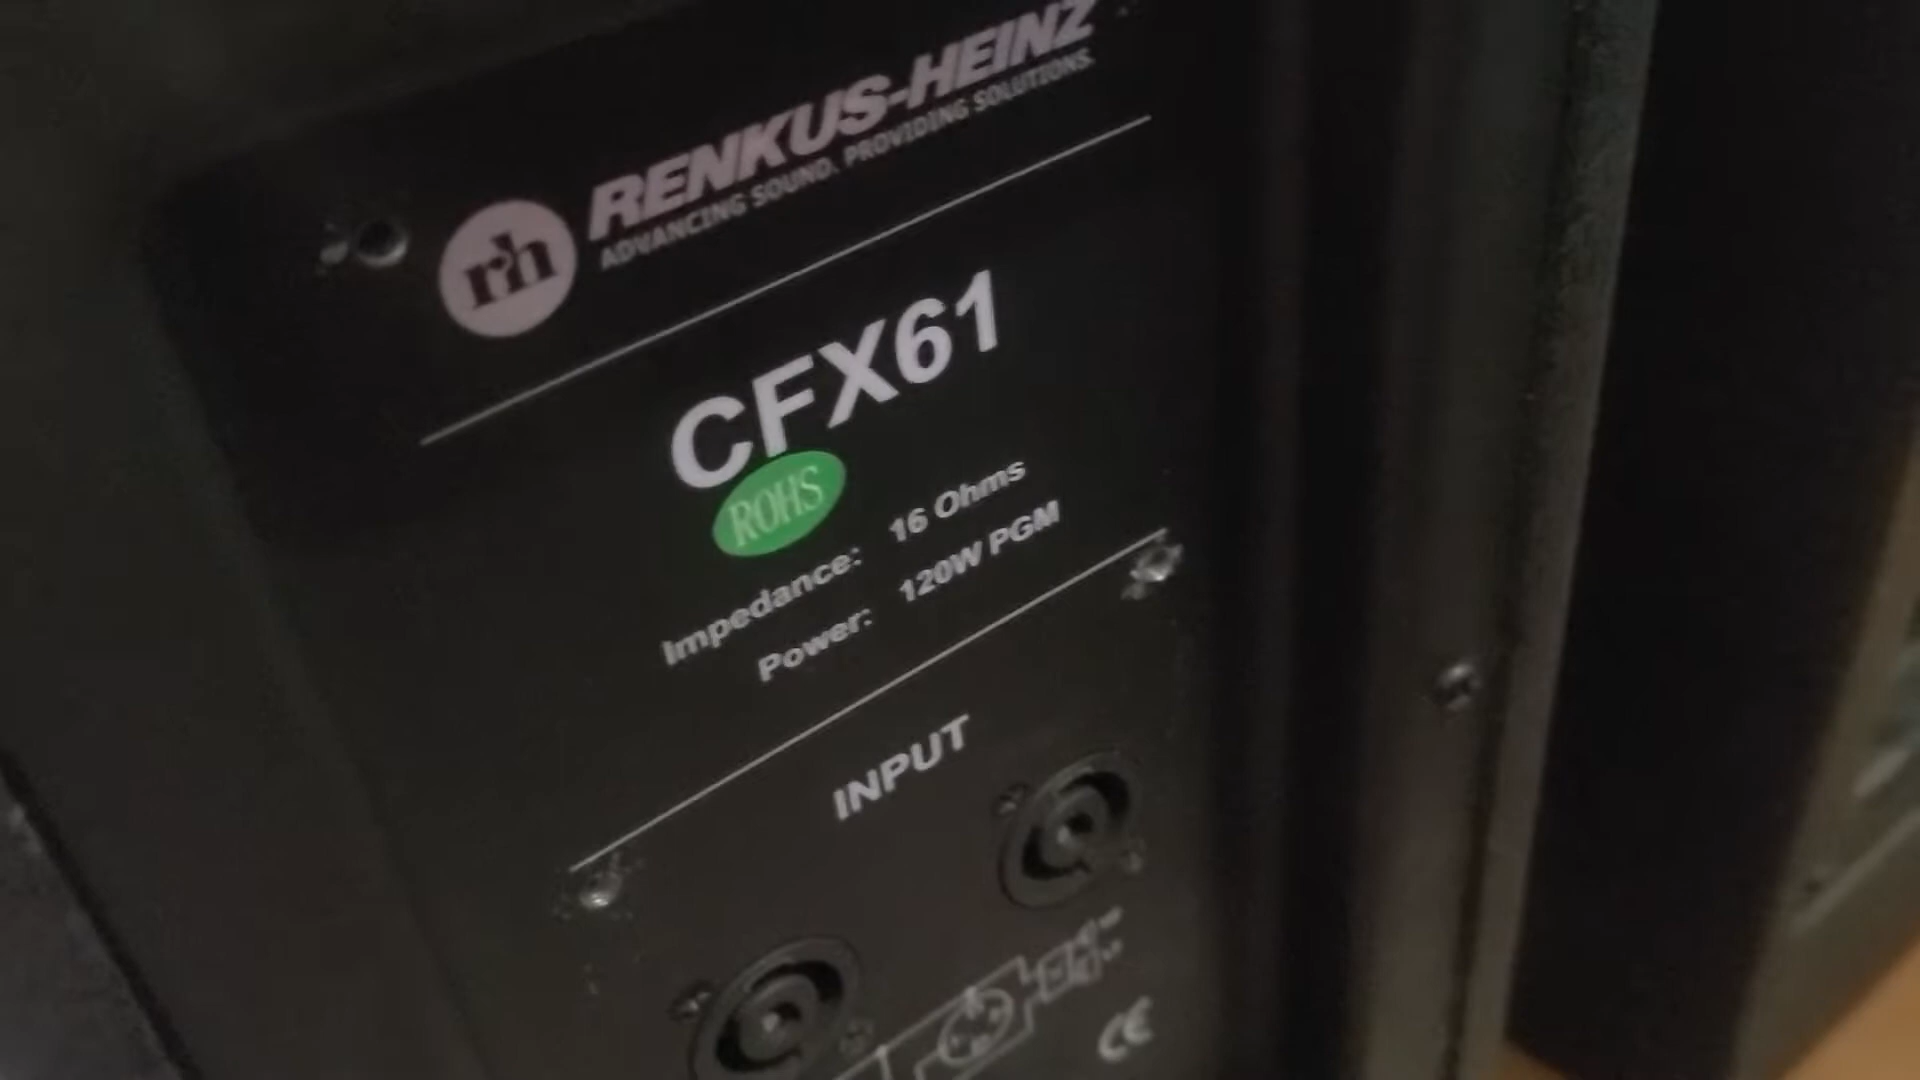 rh
RENKUS-HEINZ
ADVANCING SOUND. PROVIDING SOLUTIONS.
CFX61
ROHS
Impedance: 16 Ohms
Power: 120W PGM
INPUT
CE